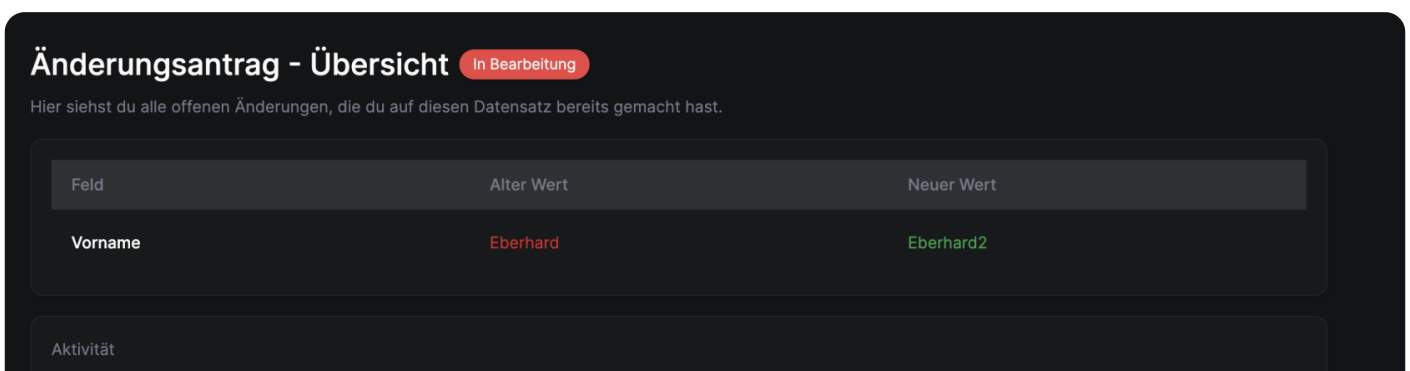 Änderungsantrag - Übersicht In Bearbeitung
Hier siehst du alle offenen Änderungen, die du auf diesen Datensatz bereits gemacht hast.
Feld Alter Wert Neuer Wert
Vorname Eberhard Eberhard2
Aktivität